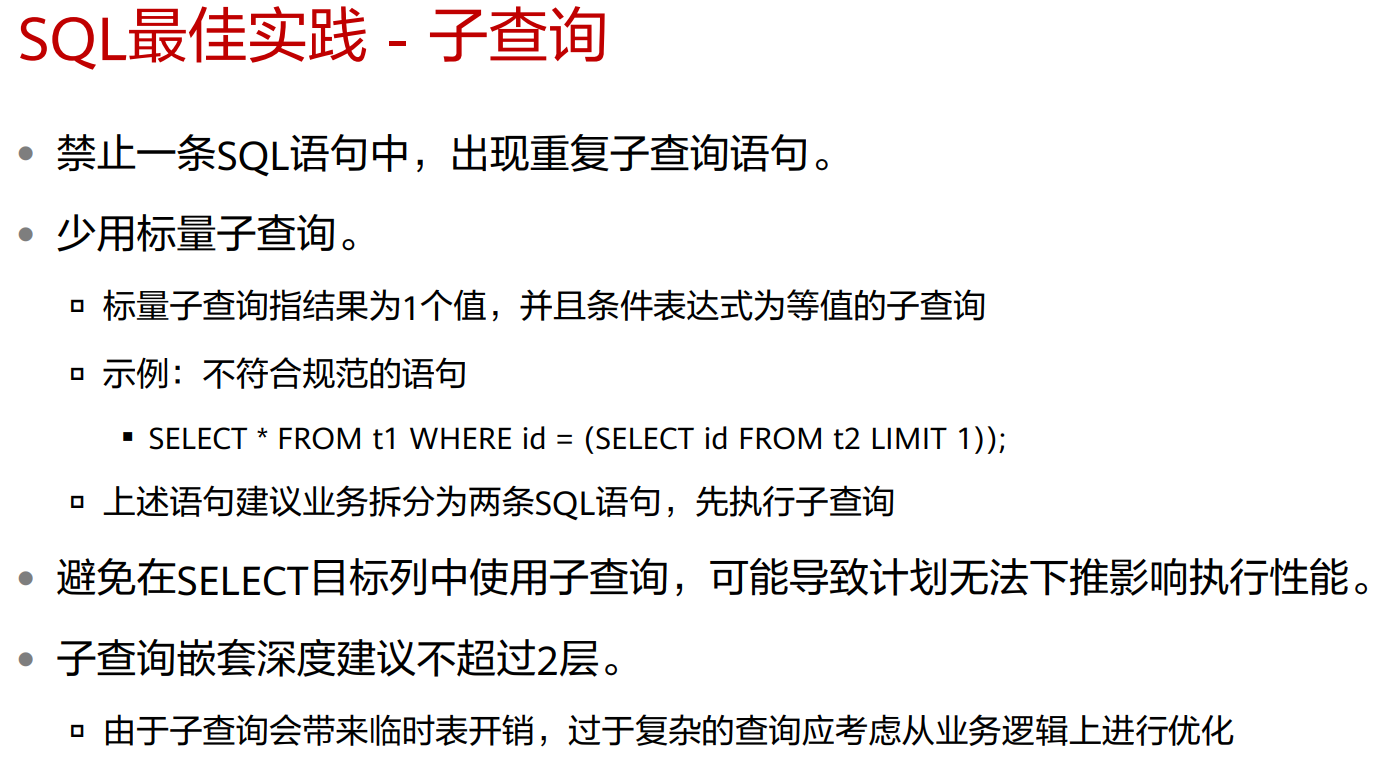 SQL最佳实践 - 子查询
禁止一条SQL语句中，出现重复子查询语句。
少用标量子查询。
标量子查询指结果为1个值，并且条件表达式为等值的子查询
示例：不符合规范的语句
SELECT * FROM t1 WHERE id = (SELECT id FROM t2 LIMIT 1));
上述语句建议业务拆分为两条SQL语句，先执行子查询
避免在SELECT目标列中使用子查询，可能导致计划无法下推影响执行性能。
子查询嵌套深度建议不超过2层。
由于子查询会带来临时表开销，过于复杂的查询应考虑从业务逻辑上进行优化